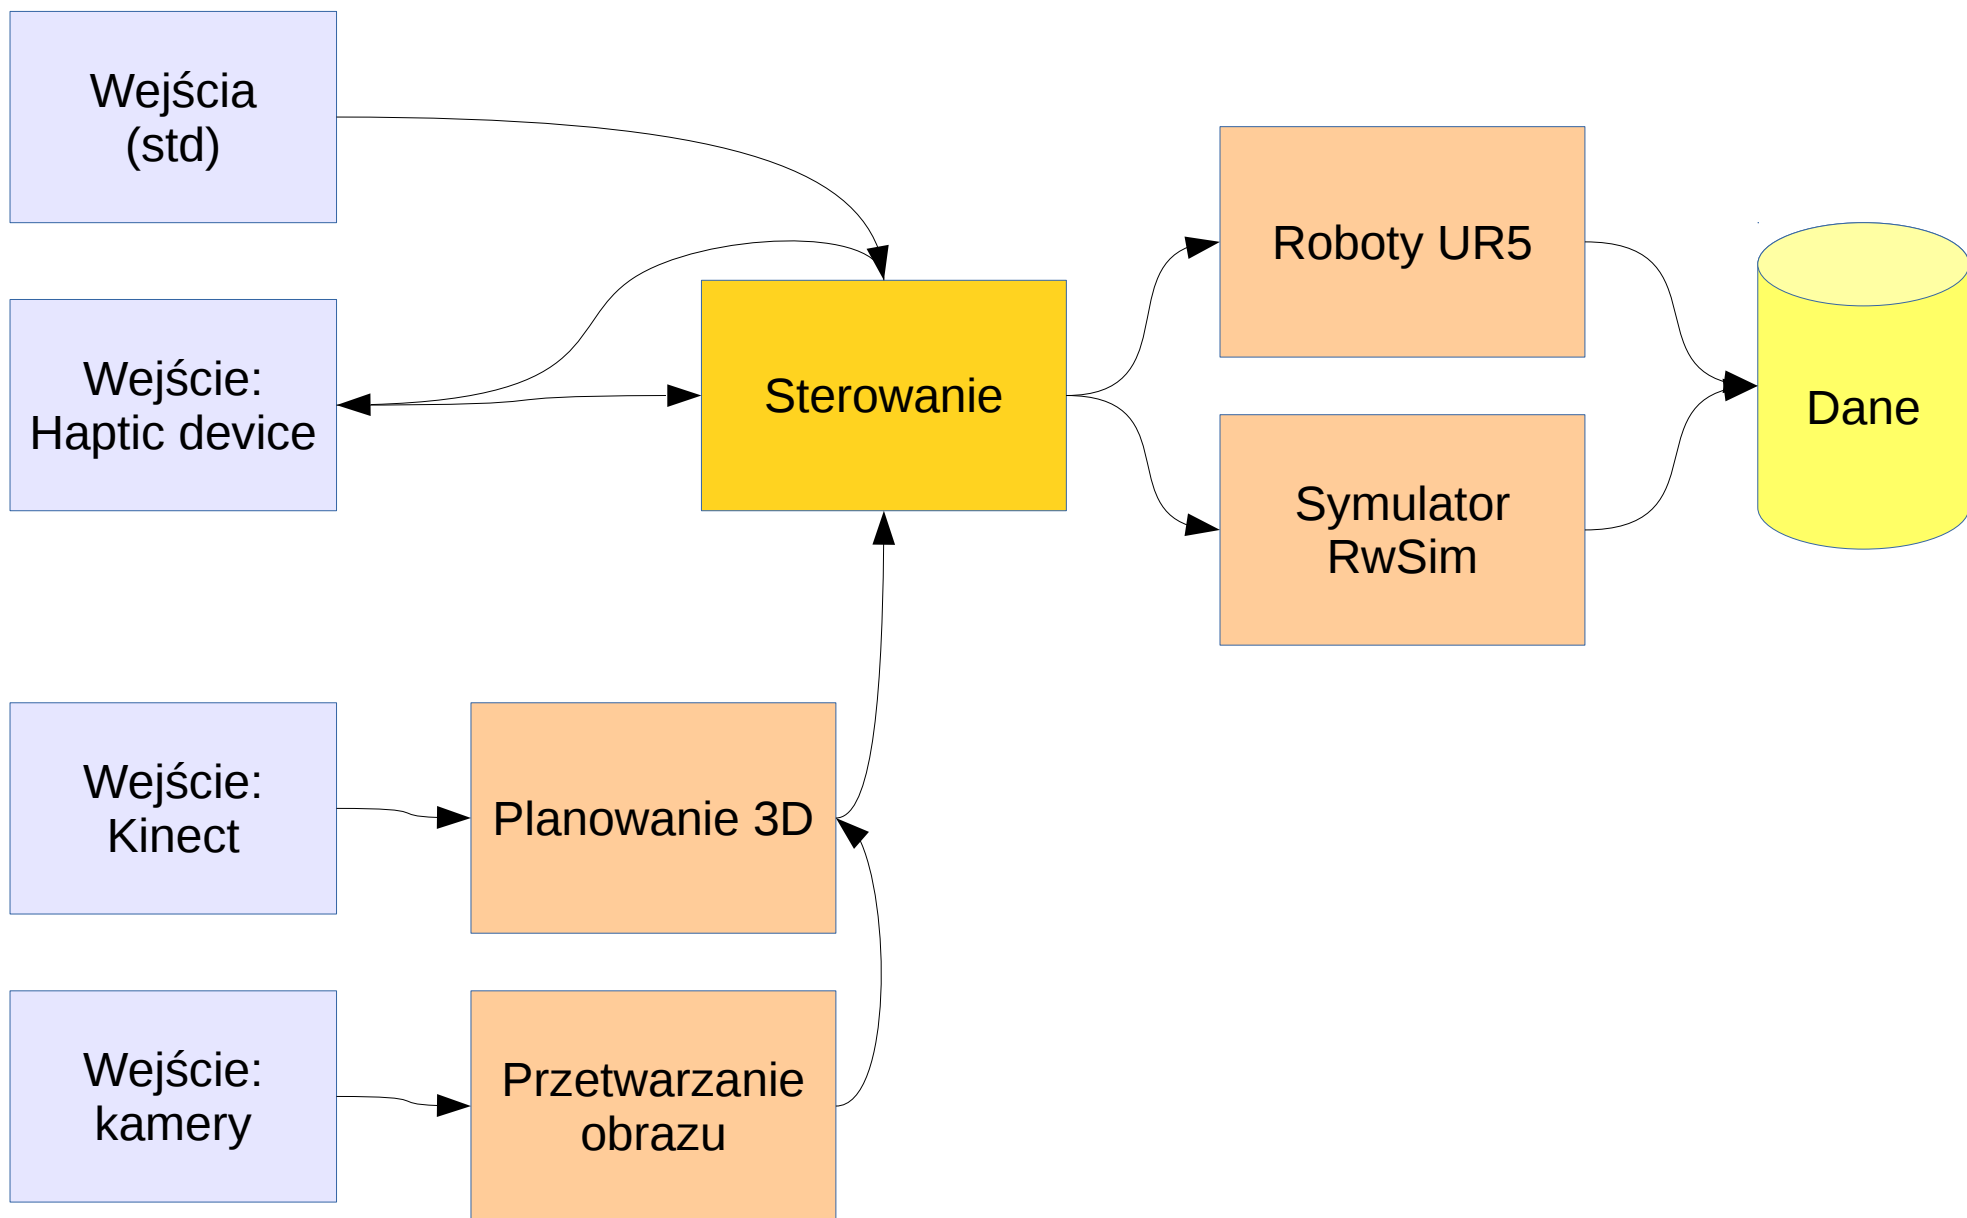 Wejścia
(std)
Wejście:
Haptic device
Sterowanie
Roboty UR5
Symulator
RwSim
Dane
Wejście:
Kinect
Planowanie 3D
Wejście:
kamery
Przetwarzanie
obrazu